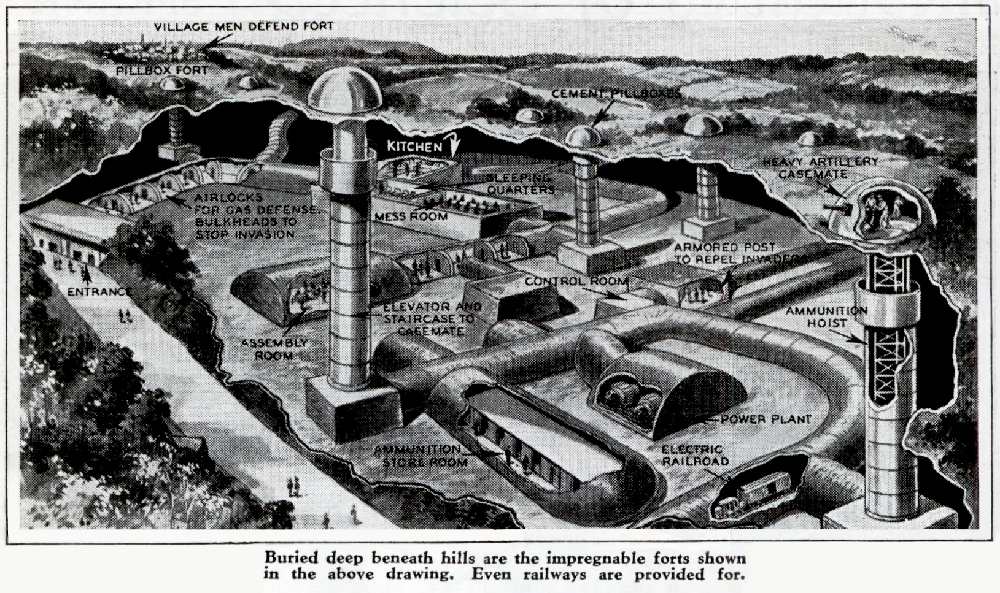 VILLAGE MEN DEFEND FORT
PILLBOX FORT
CEMENT PILLBOXES
KITCHEN
HEAVY ARTILLERY
CASEMATE
SLEEPING
QUARTERS
AIRLOCKS
FOR GAS DEFENSE.
BULKHEADS TO
STOP INVASION
MESS ROOM
ARMORED POST
TO REPEL INVADERS
ENTRANCE
CONTROL ROOM
ELEVATOR AND
STAIRCASE TO
CASEMATE
AMMUNITION
HOIST
ASSEMBLY
ROOM
POWER PLANT
AMMUNITION
STORE ROOM
ELECTRIC
RAILROAD
Buried deep beneath hills are the impregnable forts shown
in the above drawing. Even railways are provided for.